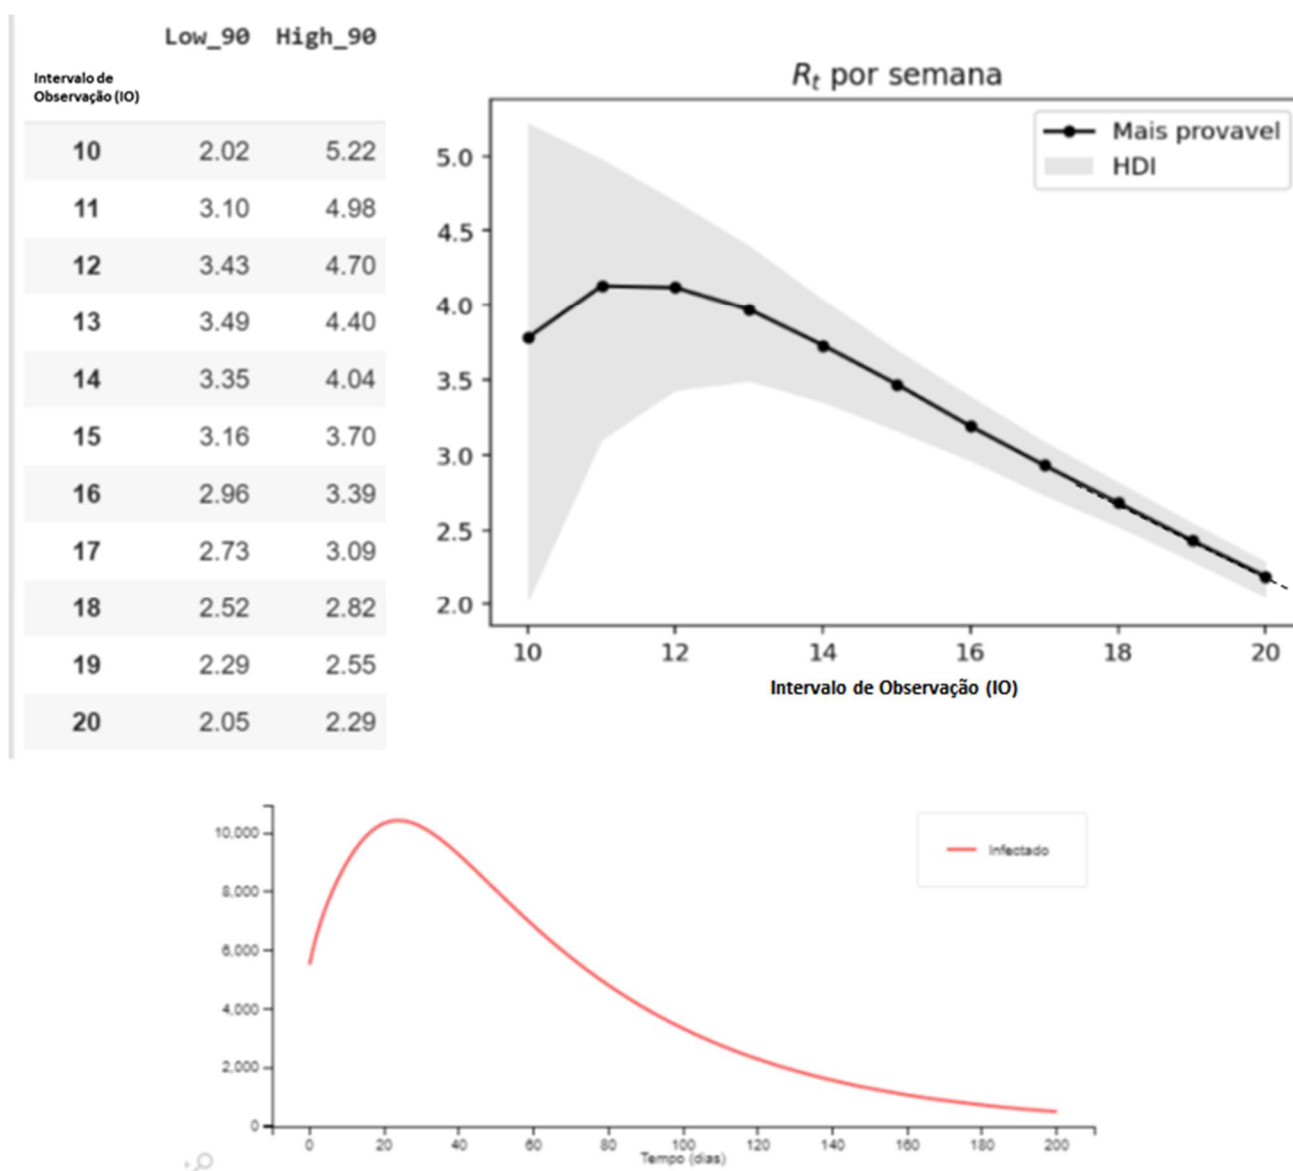 Low_90 High_90
Intervalo de
Observação (IO)
10 2.02 5.22
11 3.10 4.98
12 3.43 4.70
13 3.49 4.40
14 3.35 4.04
15 3.16 3.70
16 2.96 3.39
17 2.73 3.09
18 2.52 2.82
19 2.29 2.55
20 2.05 2.29
Rt por semana
Mais provavel
HDI
5.0
4.5
4.0
3.5
3.0
2.5
2.0
10 12 14 16 18 20
Intervalo de Observação (IO)
Infectado
10.000
8.000
6.000
4.000
2.000
0
0 20 40 60 80 100 120 140 160 180 200
Tempo (dias)